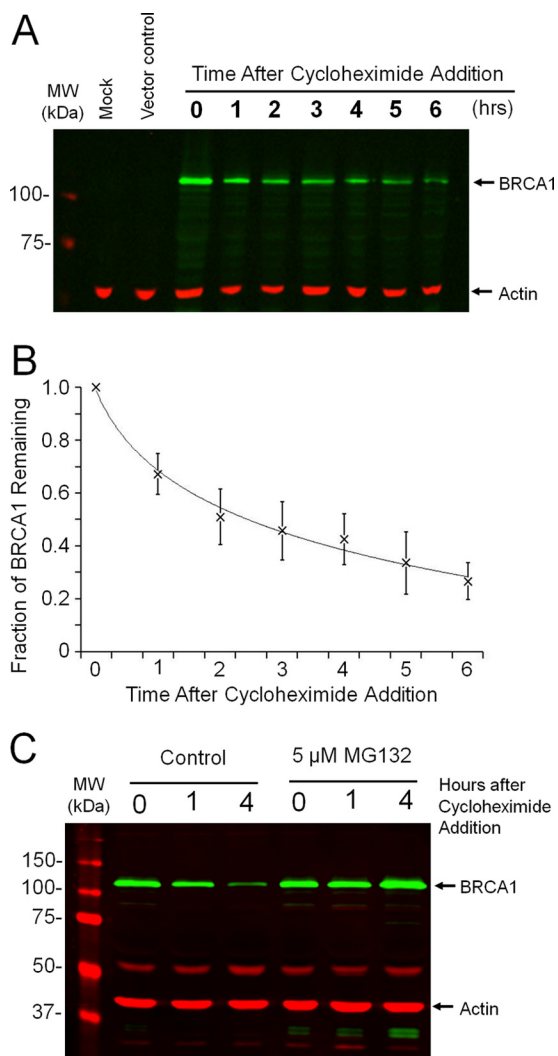 A
MW
(kDa)
Mock
Vector control
Time After Cycloheximide Addition
0 1 2 3 4 5 6 (hrs)
100-
75-
BRCA1
Actin
B
Fraction of BRCA1 Remaining
1.0
0.8
0.6
0.4
0.2
0
0 1 2 3 4 5 6
Time After Cycloheximide Addition
C
Control
5 µM MG132
MW
(kDa)
0 1 4 0 1 4
Hours after
Cycloheximide
Addition
150-
100-
75-
50-
37-
BRCA1
Actin